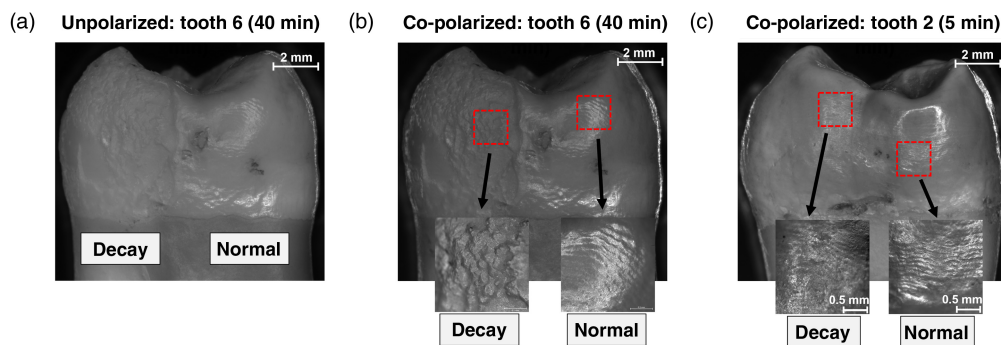 (a) Unpolarized: tooth 6 (40 min)
2 mm
Decay
Normal
(b) Co-polarized: tooth 6 (40 min)
2 mm
Decay
Normal
(c) Co-polarized: tooth 2 (5 min)
2 mm
0.5 mm
0.5 mm
Decay
Normal